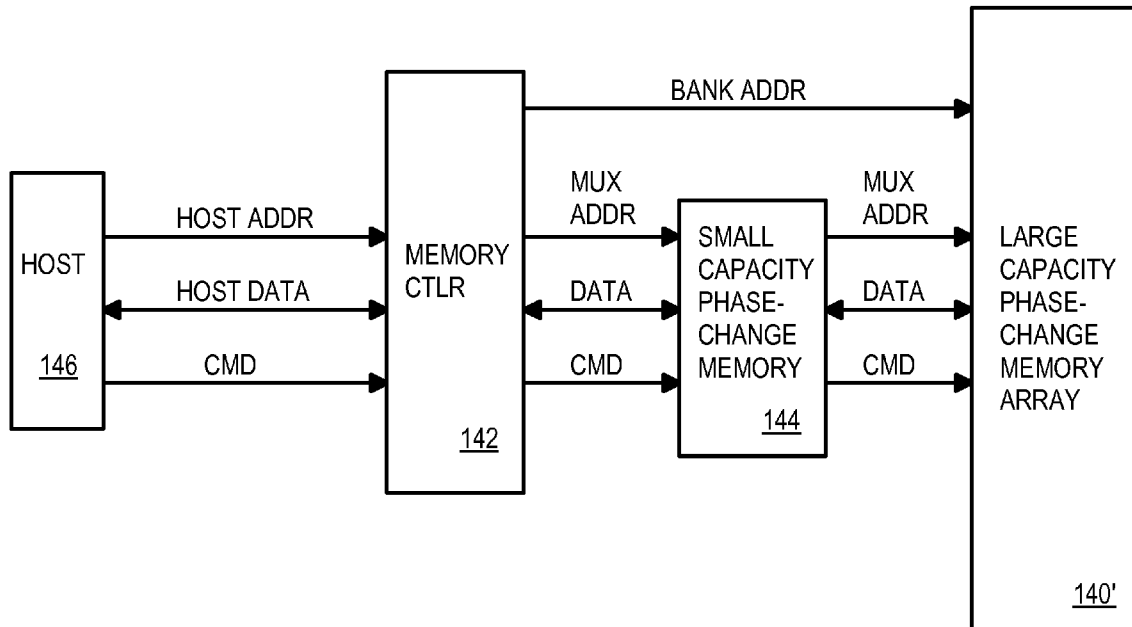 BANK ADDR
HOST
146
HOST ADDR
HOST DATA
CMD
MEMORY
CTLR
142
MUX
ADDR
DATA
CMD
SMALL
CAPACITY
PHASE-
CHANGE
MEMORY
144
MUX
ADDR
DATA
CMD
LARGE
CAPACITY
PHASE-
CHANGE
MEMORY
ARRAY
140'